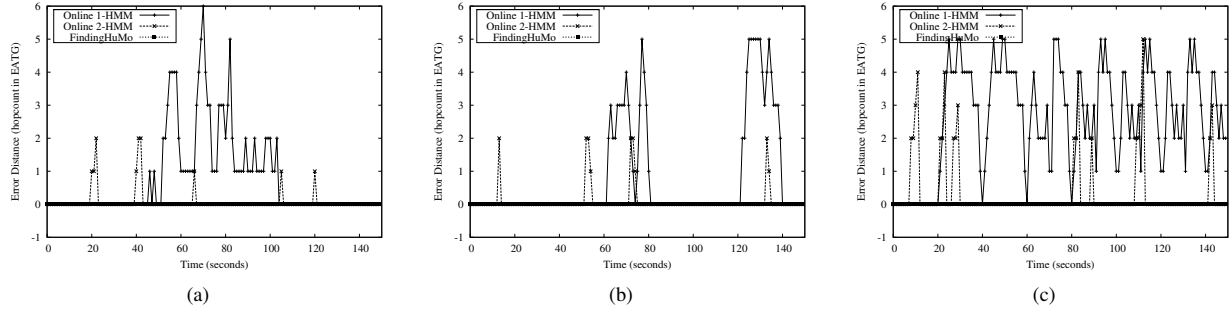 6
5
4
3
2
1
0
-1
Error Distance (hopcount in EATG)
Online 1-HMM
Online 2-HMM
FindingHuMo
0 20 40 60 80 100 120 140
Time (seconds)
(a)
6
5
4
3
2
1
0
-1
Error Distance (hopcount in EATG)
Online 1-HMM
Online 2-HMM
FindingHuMo
0 20 40 60 80 100 120 140
Time (seconds)
(b)
6
5
4
3
2
1
0
-1
Error Distance (hopcount in EATG)
Online 1-HMM
Online 2-HMM
FindingHuMo
0 20 40 60 80 100 120 140
Time (seconds)
(c)